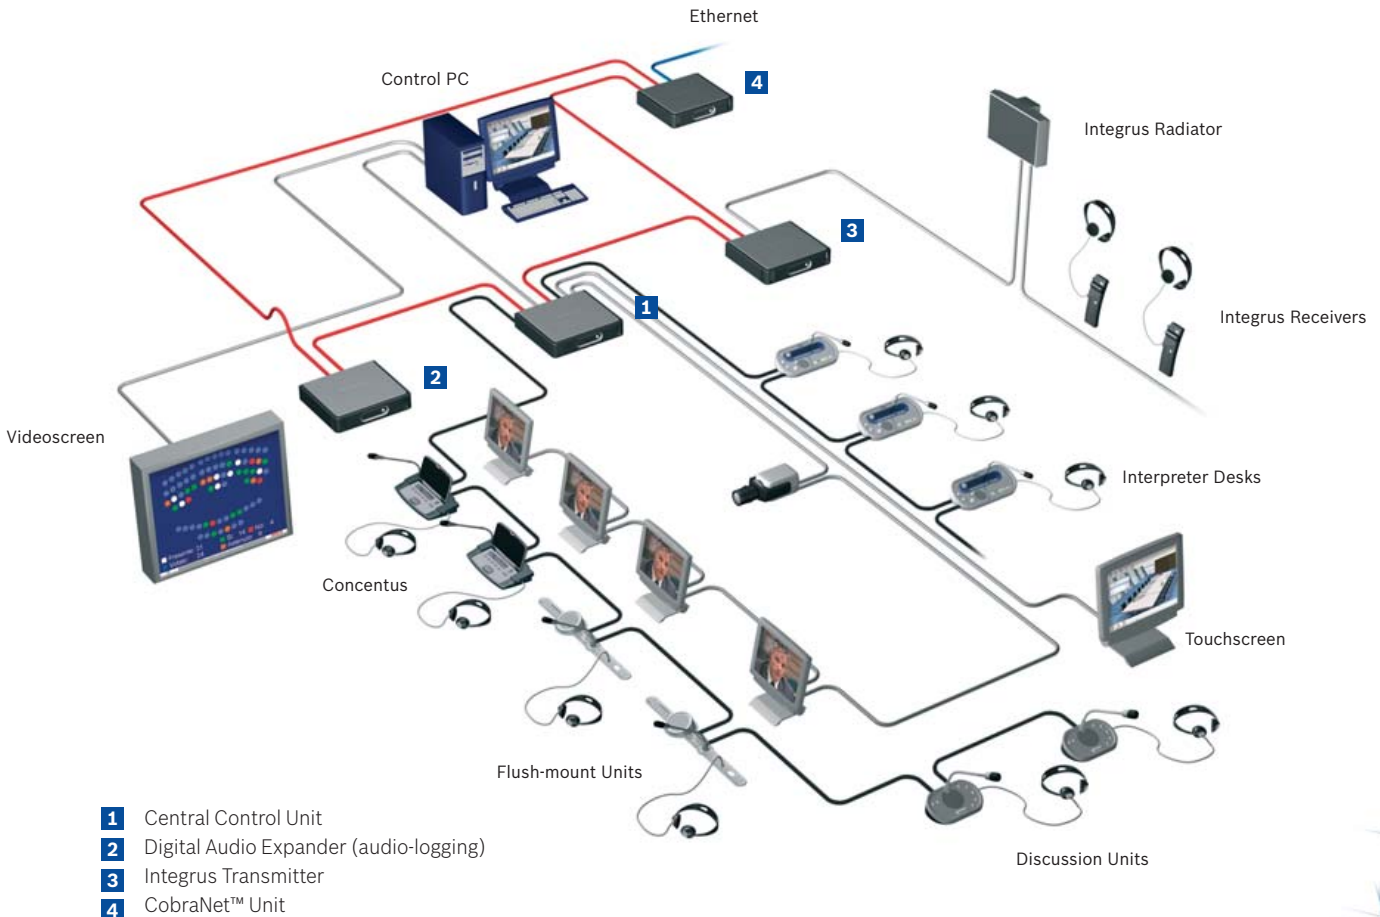 Ethernet
Control PC
4
Integrus Radiator
3
1
Integrus Receivers
2
Videoscreen
Interpreter Desks
Concentus
Touchscreen
Flush-mount Units
Discussion Units
1 Central Control Unit
2 Digital Audio Expander (audio-logging)
3 Integrus Transmitter
4 CobraNet™ Unit